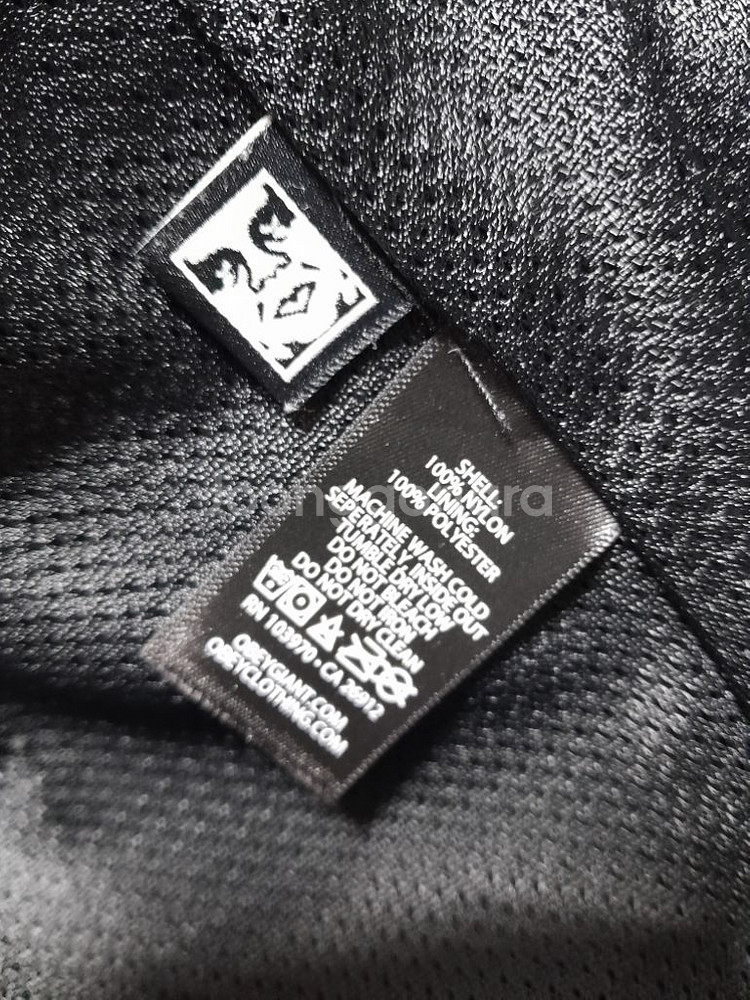 SHELL:
100% NYLON
LINING:
100% POLYESTER
MACHINE WASH COLD
SEPERATELY INSIDE OUT
TUMBLE DRY LOW
DO NOT BLEACH
DO NOT IRON
DO NOT DRY CLEAN
RN 103970 • CA 26912
OBEYGIANT.COM
OBEYCLOTHING.COM